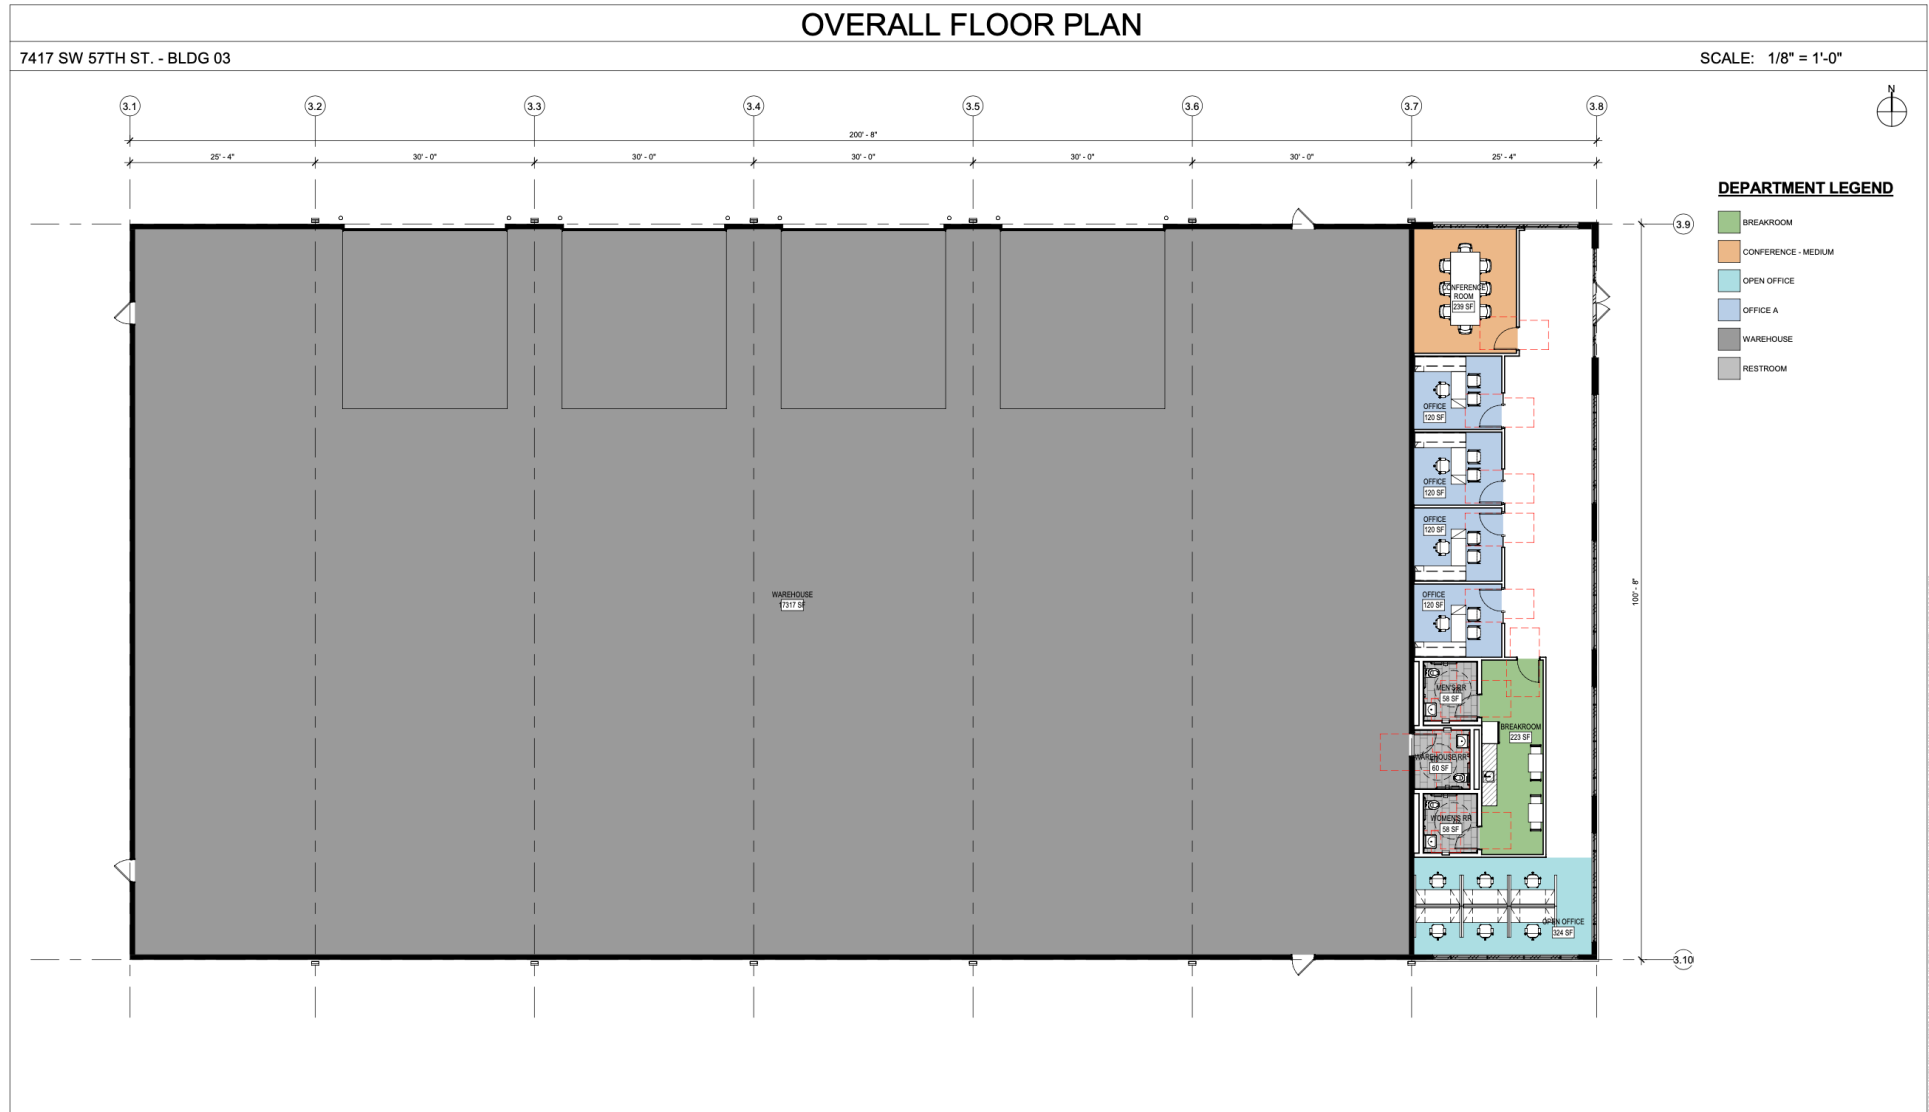 OVERALL FLOOR PLAN
7417 SW 57TH ST. - BLDG 03
SCALE: 1/8" = 1'-0"
3.1
3.2
3.3
3.4
3.5
3.6
3.7
3.8
N
200' - 8"
25' - 4"
30' - 0"
30' - 0"
30' - 0"
30' - 0"
30' - 0"
25' - 4"
DEPARTMENT LEGEND
BREAKROOM
CONFERENCE - MEDIUM
OPEN OFFICE
OFFICE A
WAREHOUSE
RESTROOM
3.9
CONFERENCE
ROOM
239 SF
OFFICE
120 SF
OFFICE
120 SF
OFFICE
120 SF
OFFICE
120 SF
WAREHOUSE
17317 SF
100' - 8"
MEN'S RR
58 SF
BREAKROOM
223 SF
WAREHOUSE RR
60 SF
WOMEN'S RR
58 SF
OPEN OFFICE
324 SF
3.10